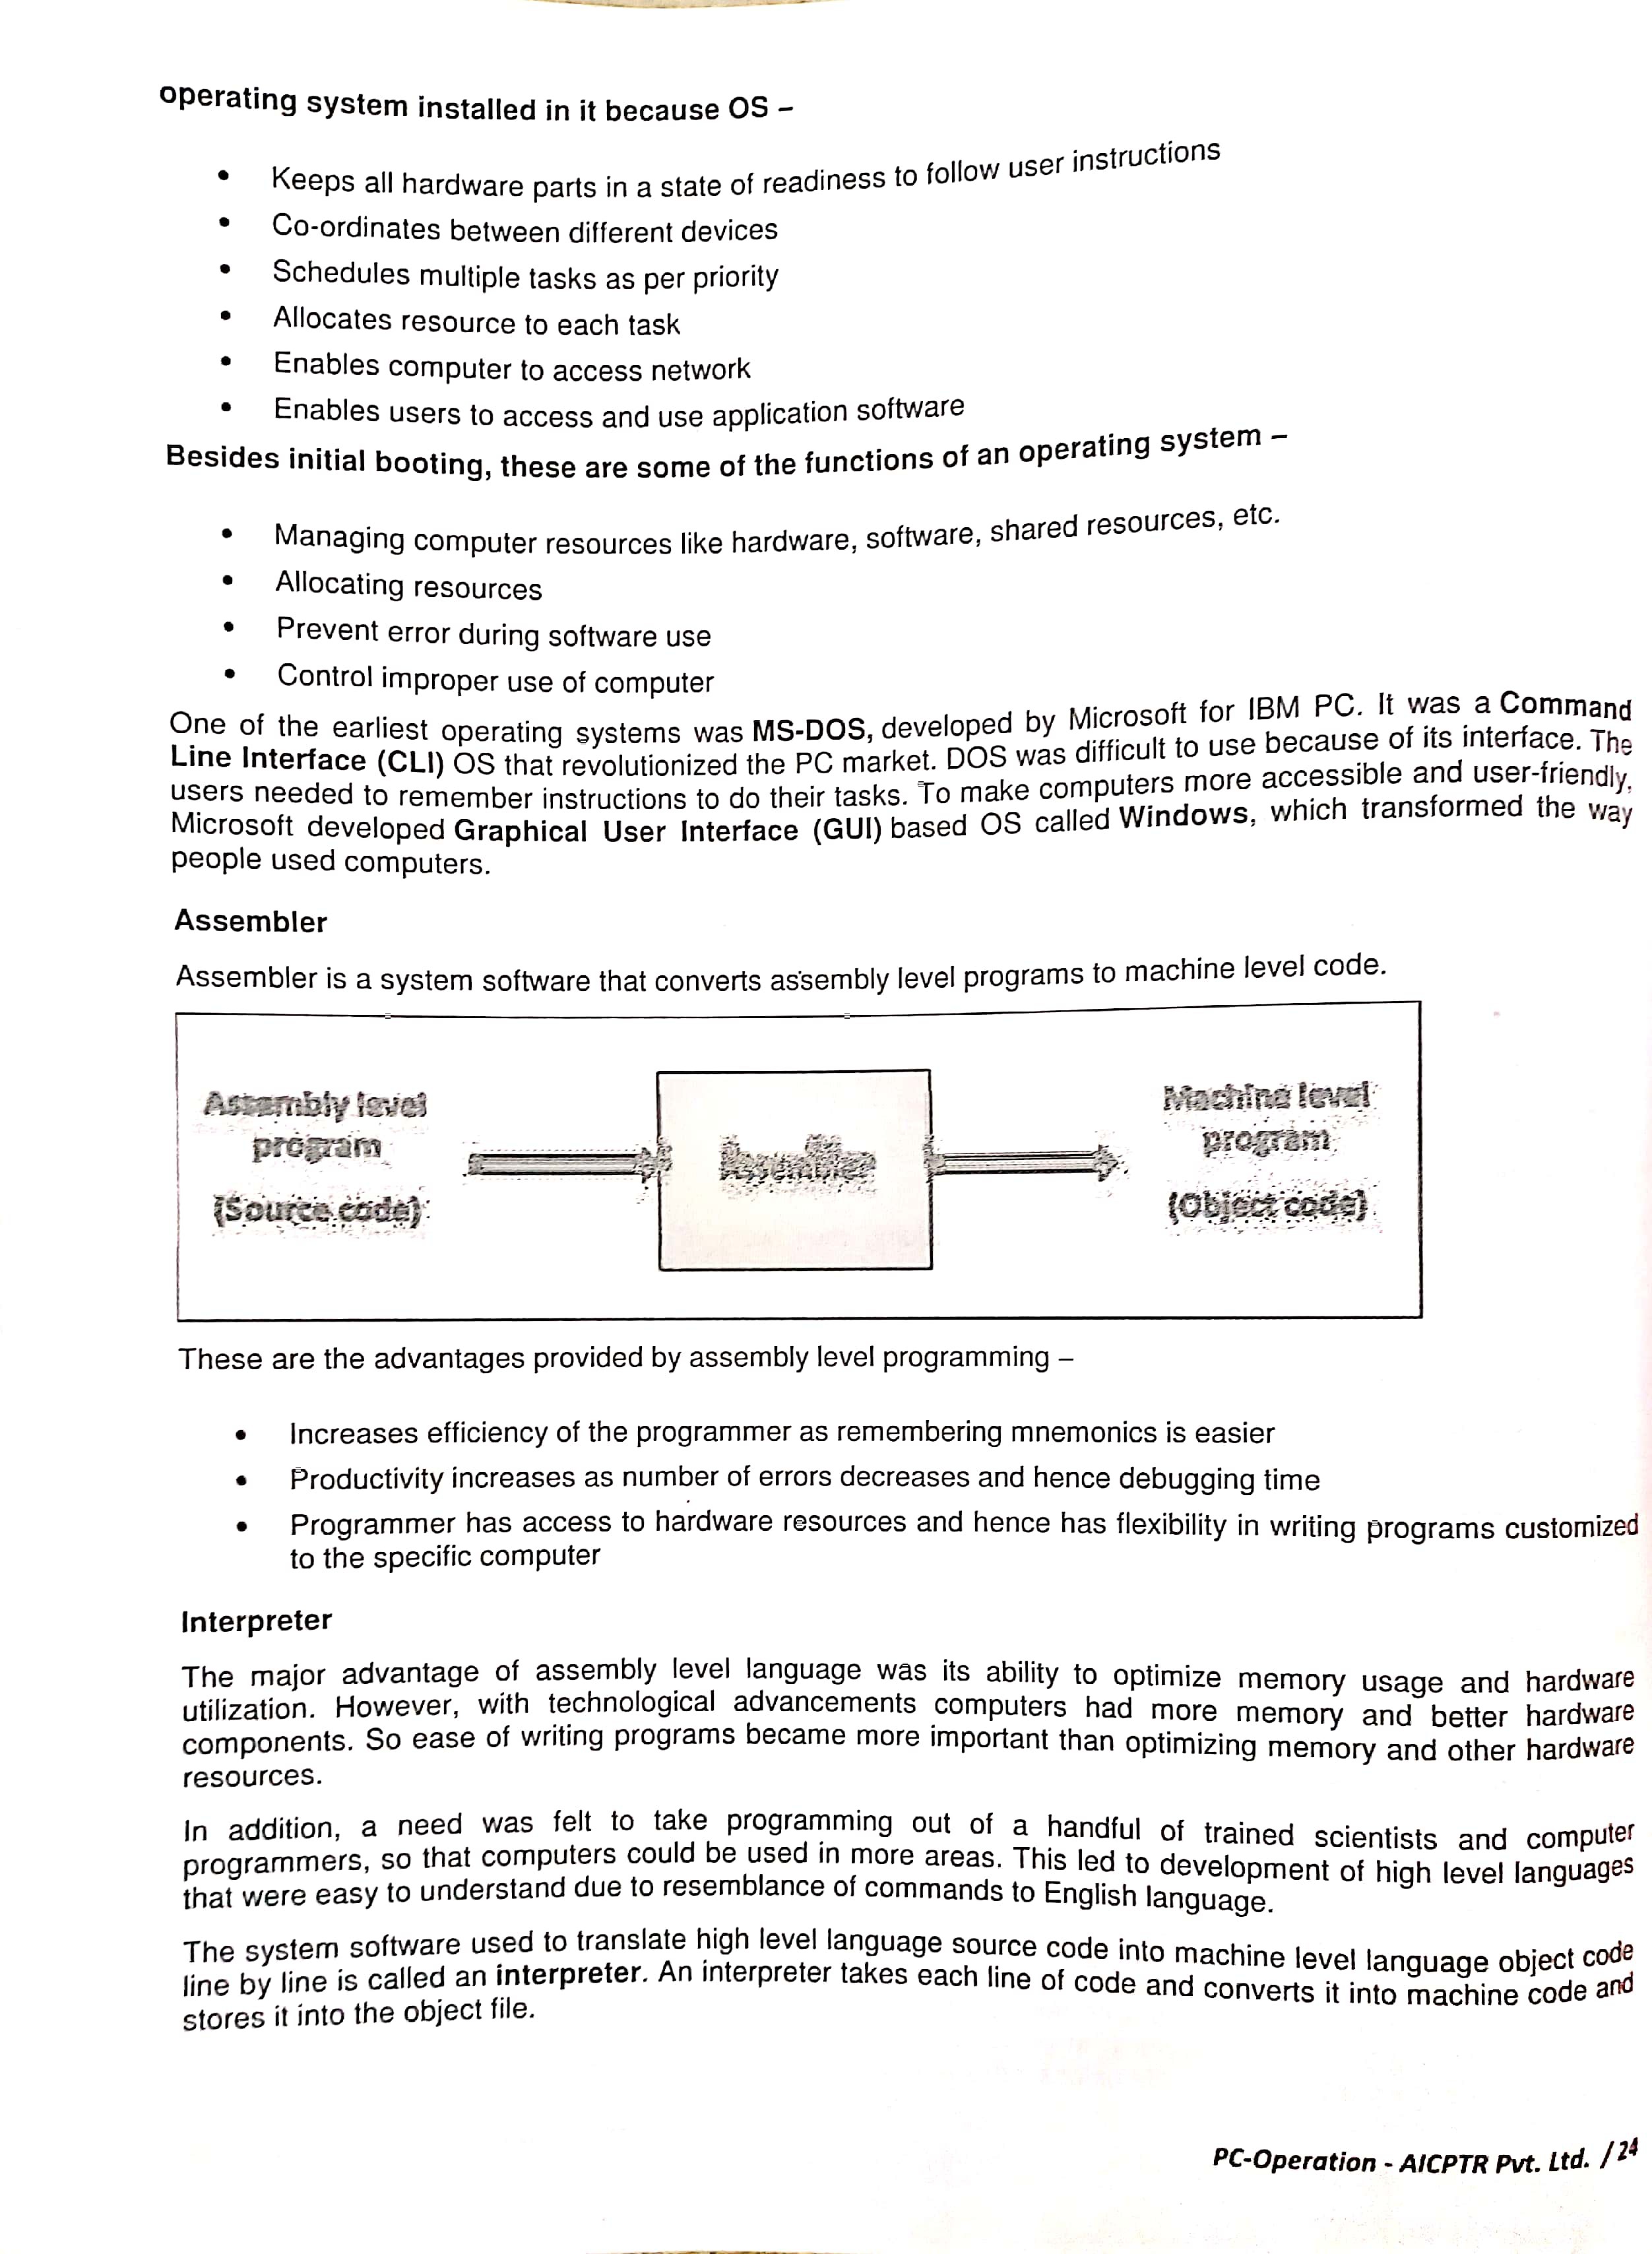 operating system installed in it because OS –
• Keeps all hardware parts in a state of readiness to follow user instructions
• Co-ordinates between different devices
• Schedules multiple tasks as per priority
• Allocates resource to each task
• Enables computer to access network
• Enables users to access and use application software
Besides initial booting, these are some of the functions of an operating system –
• Managing computer resources like hardware, software, shared resources, etc.
• Allocating resources
• Prevent error during software use
• Control improper use of computer
One of the earliest operating systems was MS-DOS, developed by Microsoft for IBM PC. It was a Command
Line Interface (CLI) OS that revolutionized the PC market. DOS was difficult to use because of its interface. The
users needed to remember instructions to do their tasks. To make computers more accessible and user-friendly,
Microsoft developed Graphical User Interface (GUI) based OS called Windows, which transformed the way
people used computers.
Assembler
Assembler is a system software that converts assembly level programs to machine level code.
Assembly level
program
(Source code)
Assembler
Machine level
program
(Object code)
These are the advantages provided by assembly level programming –
• Increases efficiency of the programmer as remembering mnemonics is easier
• Productivity increases as number of errors decreases and hence debugging time
• Programmer has access to hardware resources and hence has flexibility in writing programs customized
to the specific computer
Interpreter
The major advantage of assembly level language was its ability to optimize memory usage and hardware
utilization. However, with technological advancements computers had more memory and better hardware
components. So ease of writing programs became more important than optimizing memory and other hardware
resources.
In addition, a need was felt to take programming out of a handful of trained scientists and computer
programmers, so that computers could be used in more areas. This led to development of high level languages
that were easy to understand due to resemblance of commands to English language.
The system software used to translate high level language source code into machine level language object code
line by line is called an interpreter. An interpreter takes each line of code and converts it into machine code and
stores it into the object file.
PC-Operation - AICPTR Pvt. Ltd. / 24